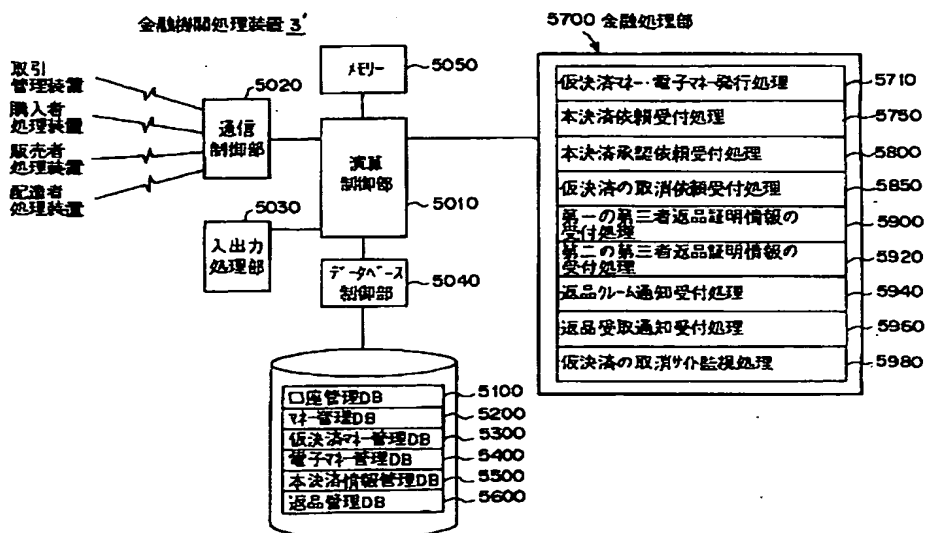 金融機関処理装置 3'
取引
管理装置
購入者
処理装置
販売者
処理装置
配達者
処理装置
5020
通信
制御部
メモリー
5050
演算
制御部
5010
5030
入出力
処理部
データベース
制御部
5040
口座管理DB
5100
マネー管理DB
5200
仮決済マネー管理DB
5300
電子マネー管理DB
5400
本決済情報管理DB
5500
返品管理DB
5600
5700 金融処理部
仮決済マネー・電子マネー発行処理
5710
本決済依頼受付処理
5750
本決済承認依頼受付処理
5800
仮決済の取消依頼受付処理
5850
第一の第三者返品証明情報の
受付処理
5900
第二の第三者返品証明情報の
受付処理
5920
返品クレーム通知受付処理
5940
返品受取通知受付処理
5960
仮決済の取消サイト監視処理
5980